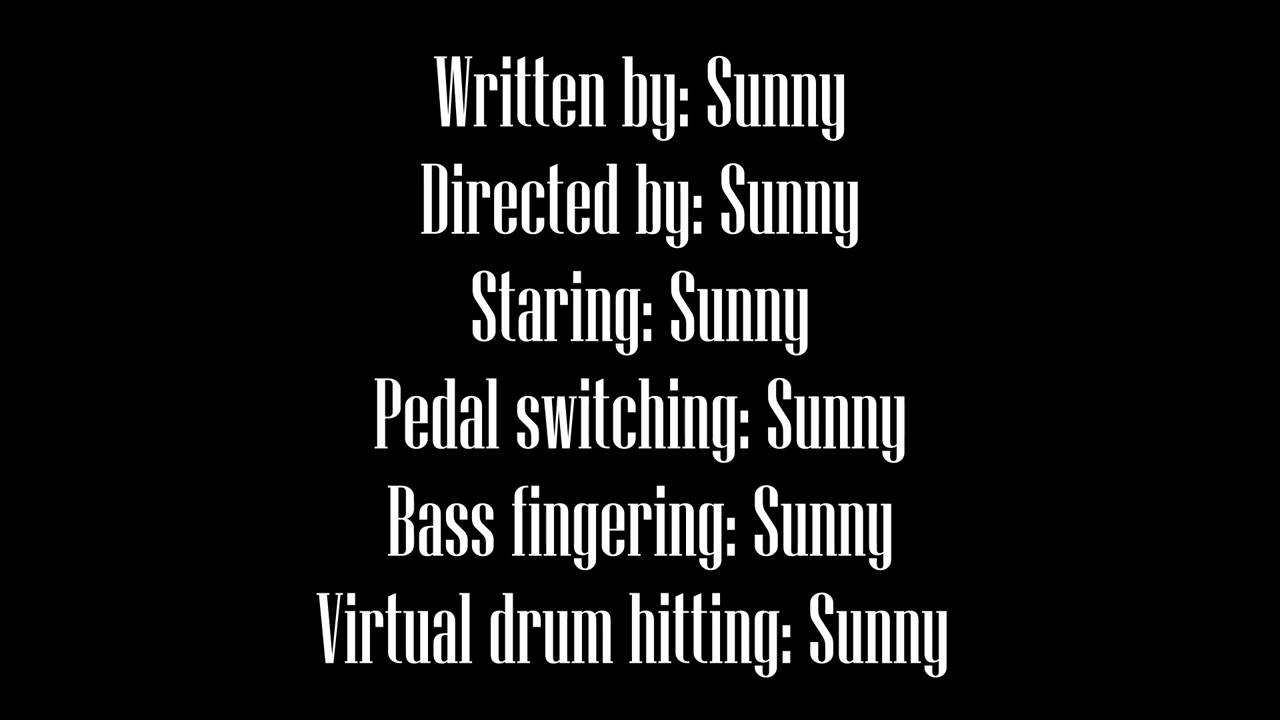 Written by: Sunny
Directed by: Sunny
Staring: Sunny
Pedal switching: Sunny
Bass fingering: Sunny
Virtual drum hitting: Sunny